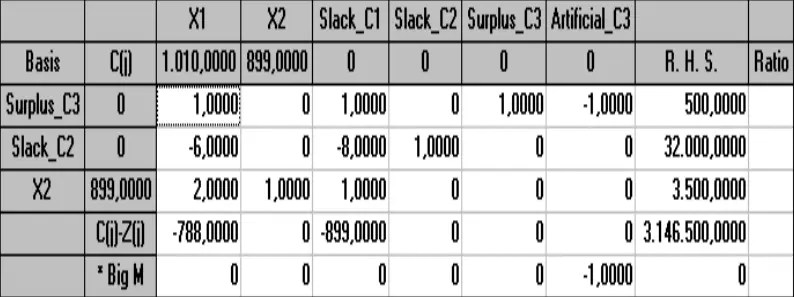 X1 X2 Slack_C1 Slack_C2 Surplus_C3 Artificial_C3
Basis C(j) 1.010,0000 899,0000 0 0 0 0 R. H. S. Ratio
Surplus_C3 0 1,0000 0 1,0000 0 1,0000 -1,0000 500,0000
Slack_C2 0 -6,0000 0 -8,0000 1,0000 0 0 32.000,0000
X2 899,0000 2,0000 1,0000 1,0000 0 0 0 3.500,0000
C(j)-Z(j) -788,0000 0 -899,0000 0 0 0 3.146.500,0000
* Big M 0 0 0 0 0 -1,0000 0